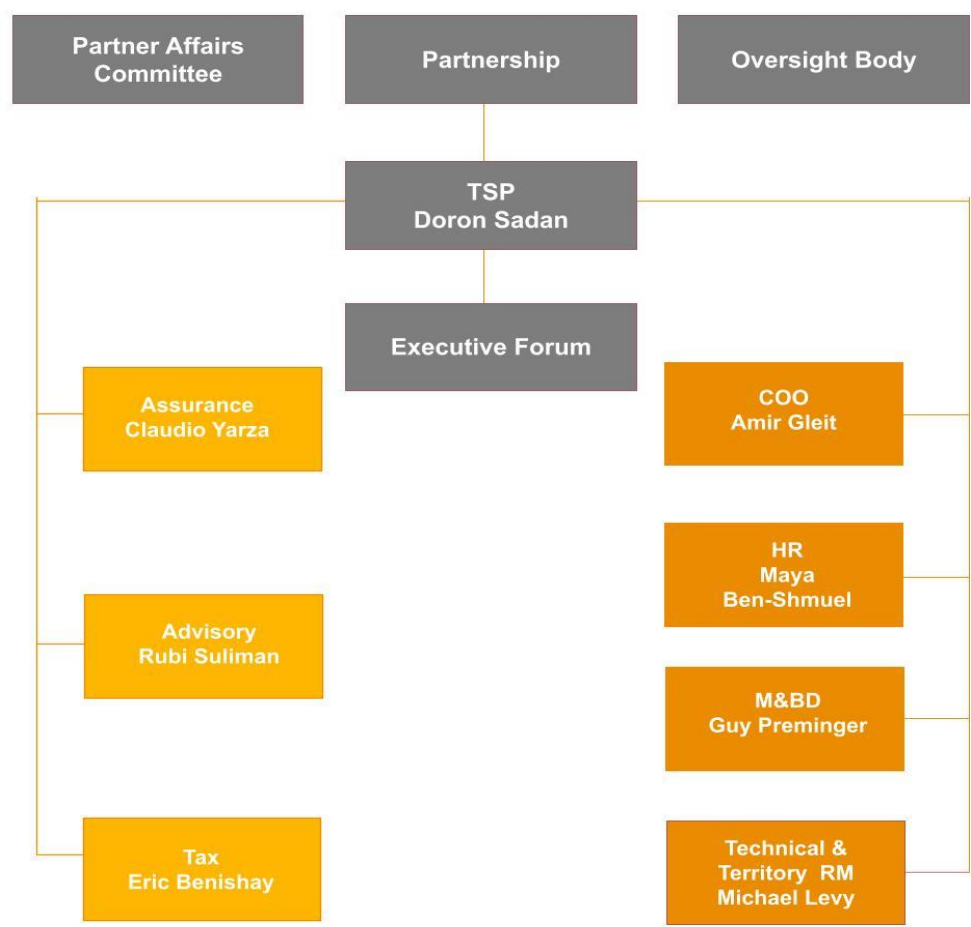 Partner Affairs
Committee
Partnership
Oversight Body
TSP
Doron Sadan
Executive Forum
Assurance
Claudio Yarza
COO
Amir Gleit
HR
Maya
Ben-Shmuel
Advisory
Rubi Suliman
M&BD
Guy Preminger
Tax
Eric Benishay
Technical &
Territory RM
Michael Levy